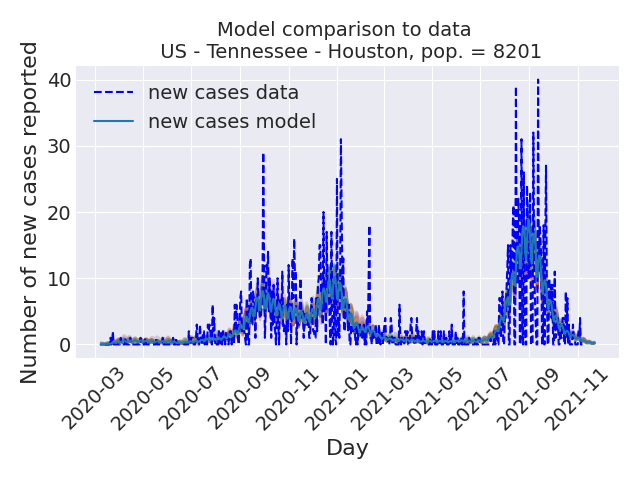 Model comparison to data
US - Tennessee - Houston, pop. = 8201
Number of new cases reported
40
30
20
10
0
new cases data
new cases model
2020-03
2020-05
2020-07
2020-09
2020-11
2021-01
2021-03
2021-05
2021-07
2021-09
2021-11
Day